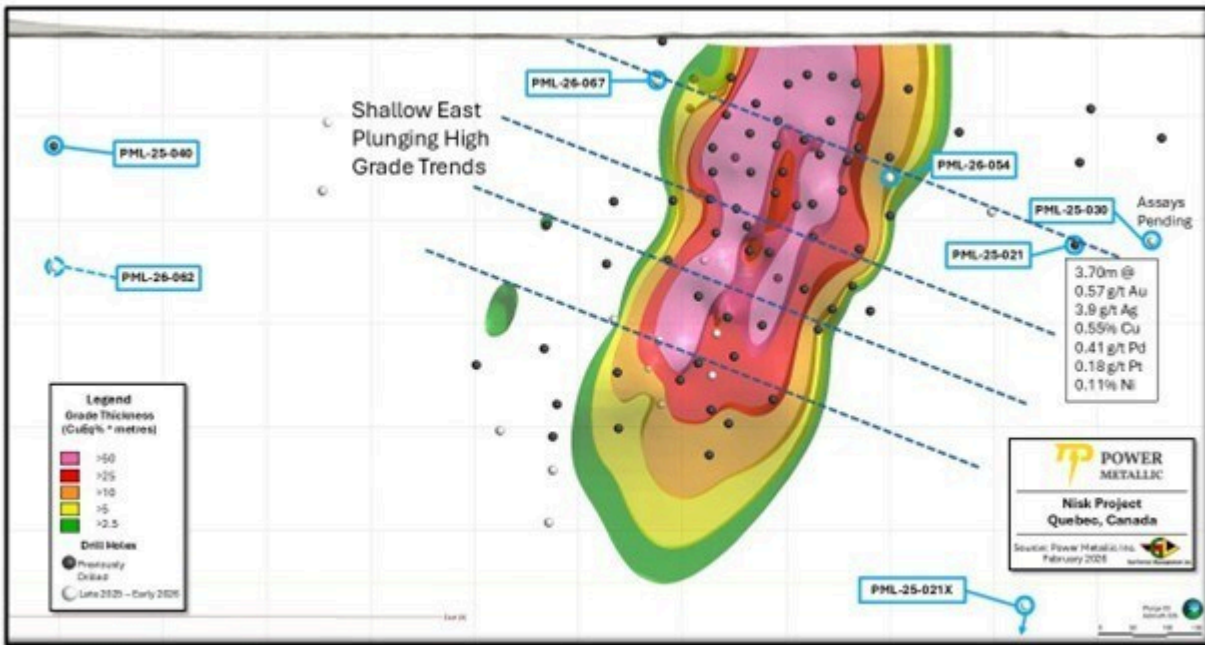 PML-26-067
Shallow East
Plunging High
Grade Trends
PML-25-040
PML-26-054
PML-25-030
Assays
Pending
PML-25-021
PML-26-062
3.70m @
0.57 g/t Au
3.9 g/t Ag
0.55% Cu
0.41 g/t Pd
0.18 g/t Pt
0.11% Ni
Legend
Grade Thickness
(CuEq% * metres)
>50
>25
>10
>5
>2.5
Drill Holes
Previously
Drilled
Late 2025 – Early 2026
POWER
METALLIC
Nisk Project
Quebec, Canada
Source: Power Metallic Inc.
February 2026
PML-25-021X